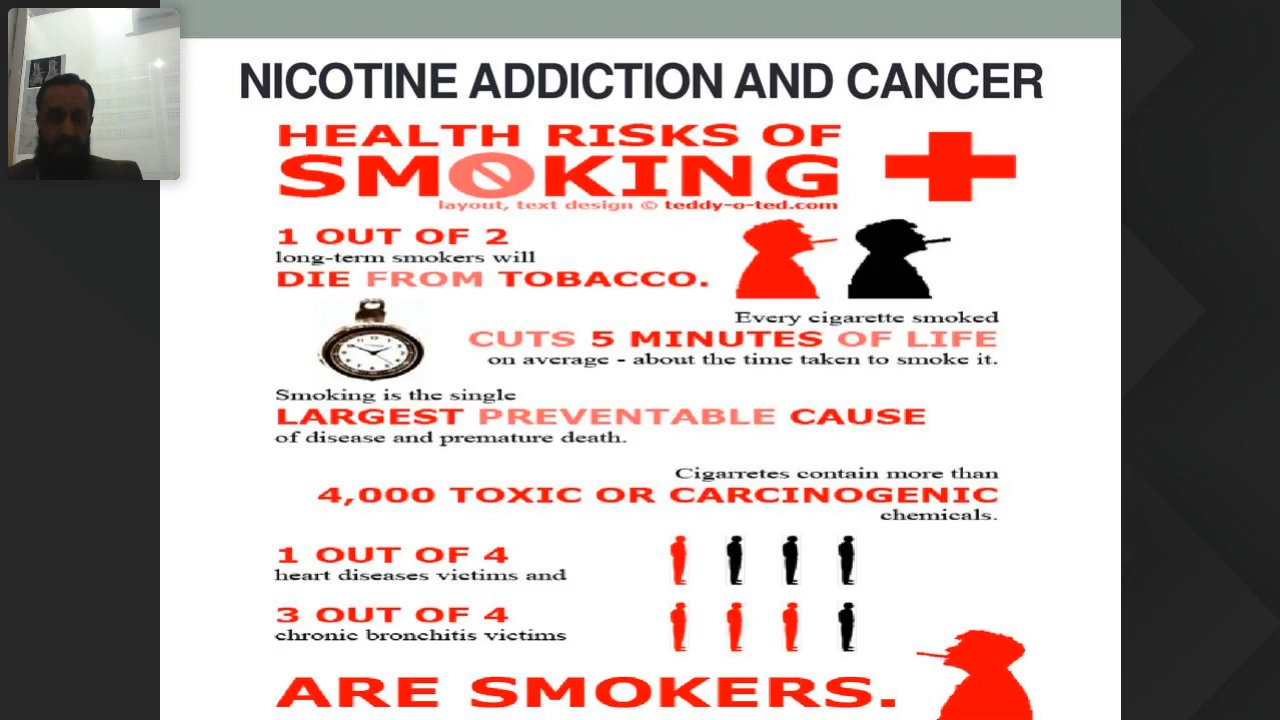 NICOTINE ADDICTION AND CANCER
HEALTH RISKS OF
SMOKING
layout, text design © teddy-o-ted.com
1 OUT OF 2
long-term smokers will
DIE FROM TOBACCO.
Every cigarette smoked
CUTS 5 MINUTES OF LIFE
on average - about the time taken to smoke it.
Smoking is the single
LARGEST PREVENTABLE CAUSE
of disease and premature death.
Cigarretes contain more than
4,000 TOXIC OR CARCINOGENIC
chemicals.
1 OUT OF 4
heart diseases victims and
3 OUT OF 4
chronic bronchitis victims
ARE SMOKERS.